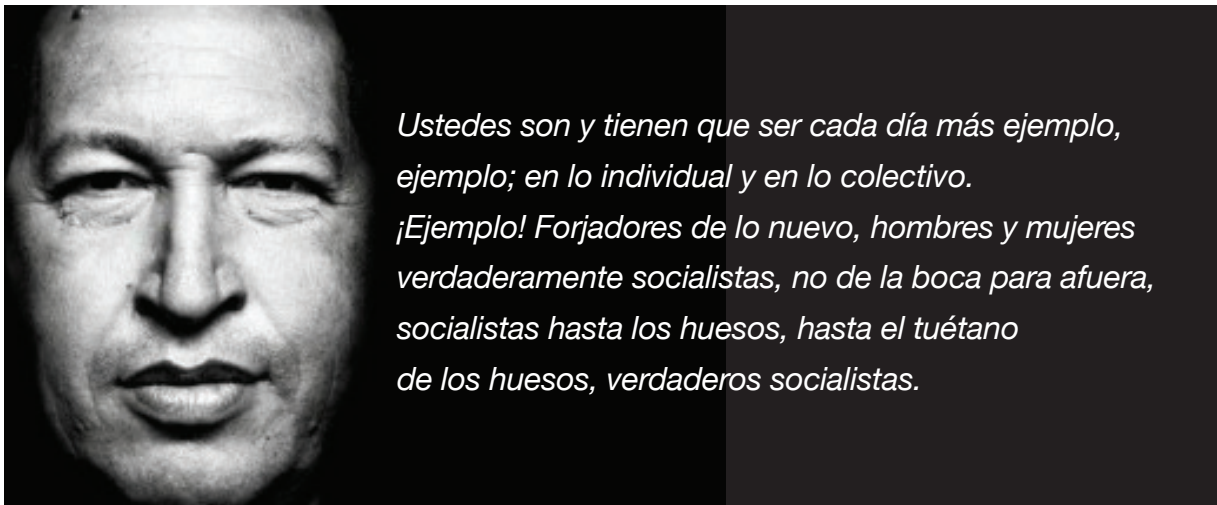 Ustedes son y tienen que ser cada día más ejemplo,
ejemplo; en lo individual y en lo colectivo.
¡Ejemplo! Forjadores de lo nuevo, hombres y mujeres
verdaderamente socialistas, no de la boca para afuera,
socialistas hasta los huesos, hasta el tuétano
de los huesos, verdaderos socialistas.